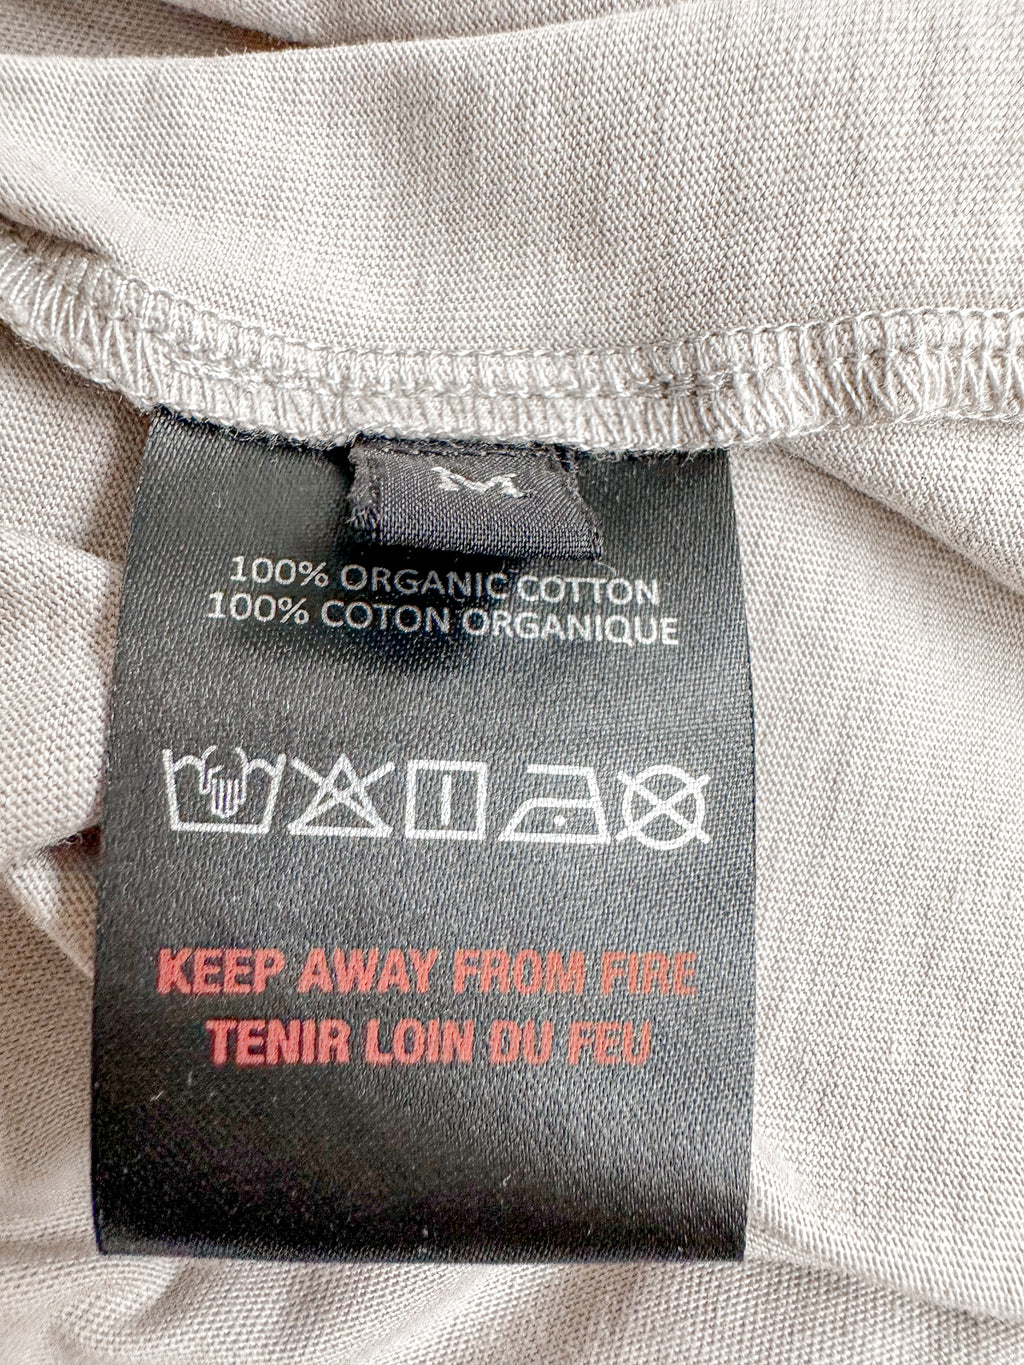 M
100% ORGANIC COTTON
100% COTON ORGANIQUE
KEEP AWAY FROM FIRE
TENIR LOIN DU FEU